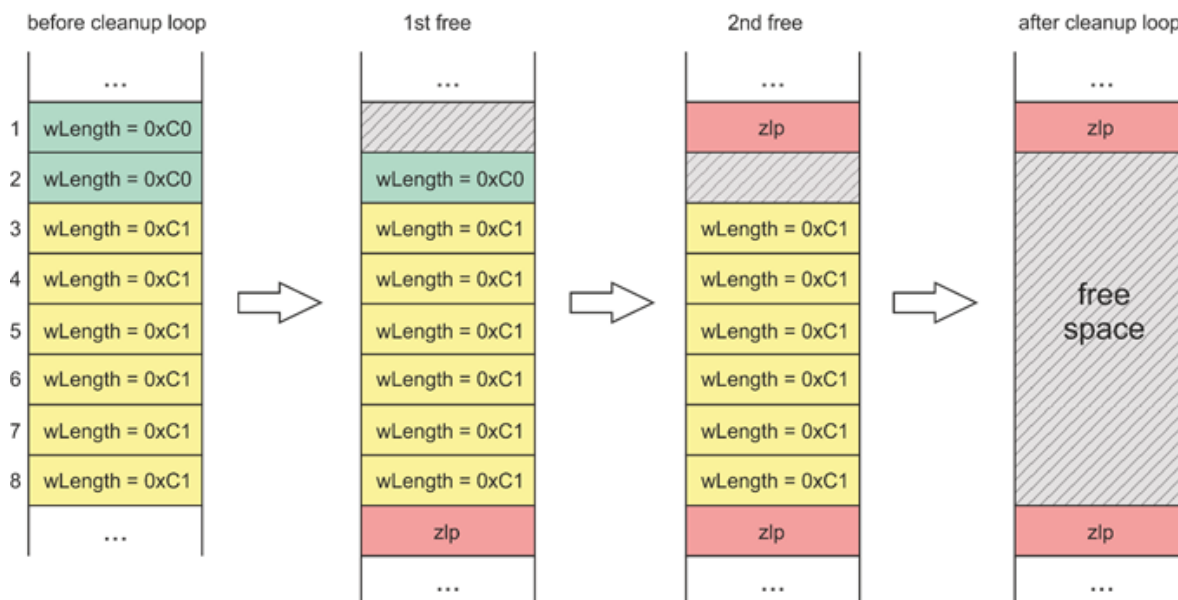 before cleanup loop
...
1 wLength = 0xC0
2 wLength = 0xC0
3 wLength = 0xC1
4 wLength = 0xC1
5 wLength = 0xC1
6 wLength = 0xC1
7 wLength = 0xC1
8 wLength = 0xC1
...
1st free
...
wLength = 0xC0
wLength = 0xC1
wLength = 0xC1
wLength = 0xC1
wLength = 0xC1
wLength = 0xC1
wLength = 0xC1
zlp
...
2nd free
...
zlp
wLength = 0xC1
wLength = 0xC1
wLength = 0xC1
wLength = 0xC1
wLength = 0xC1
wLength = 0xC1
zlp
...
after cleanup loop
...
zlp
free
space
zlp
...